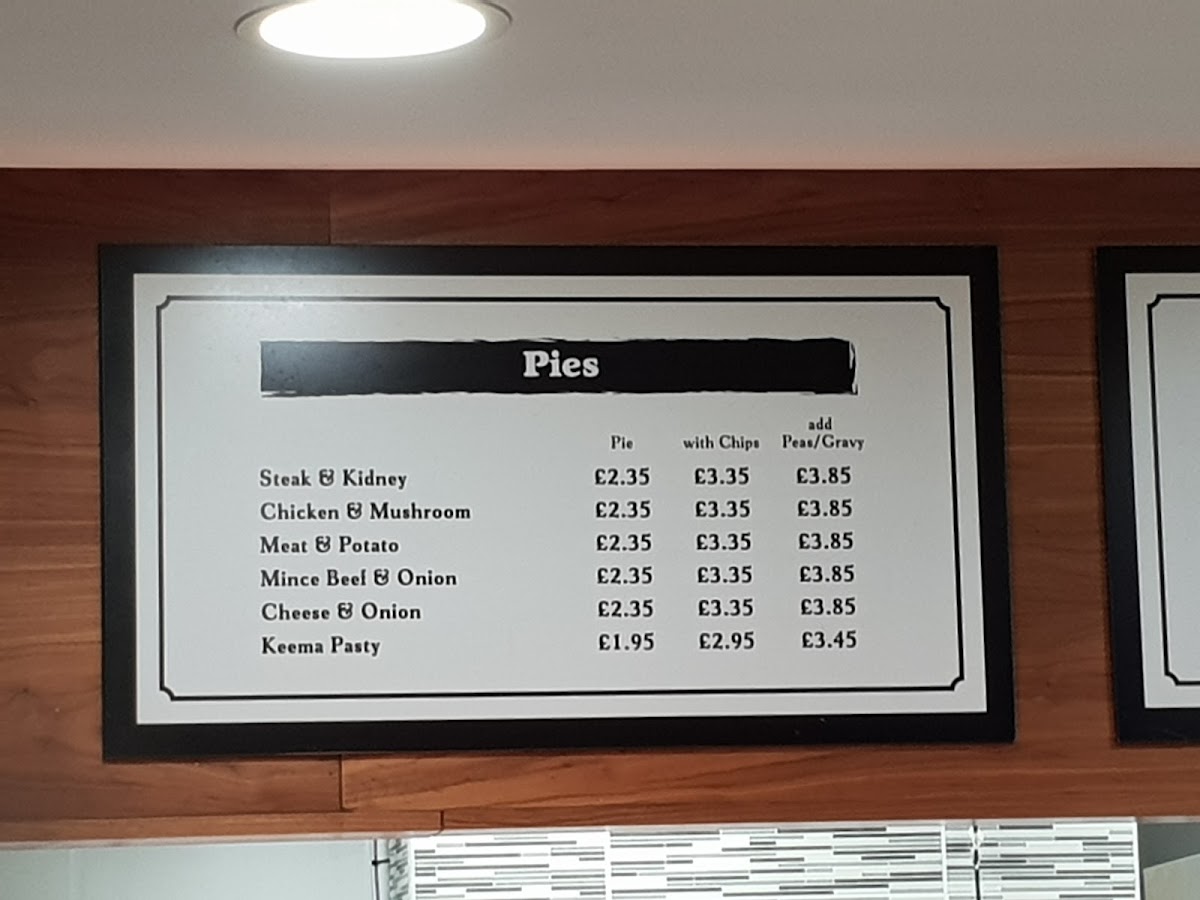 Pies
add
Pie with Chips Peas/Gravy
Steak & Kidney £2.35 £3.35 £3.85
Chicken & Mushroom £2.35 £3.35 £3.85
Meat & Potato £2.35 £3.35 £3.85
Mince Beef & Onion £2.35 £3.35 £3.85
Cheese & Onion £2.35 £3.35 £3.85
Keema Pasty £1.95 £2.95 £3.45